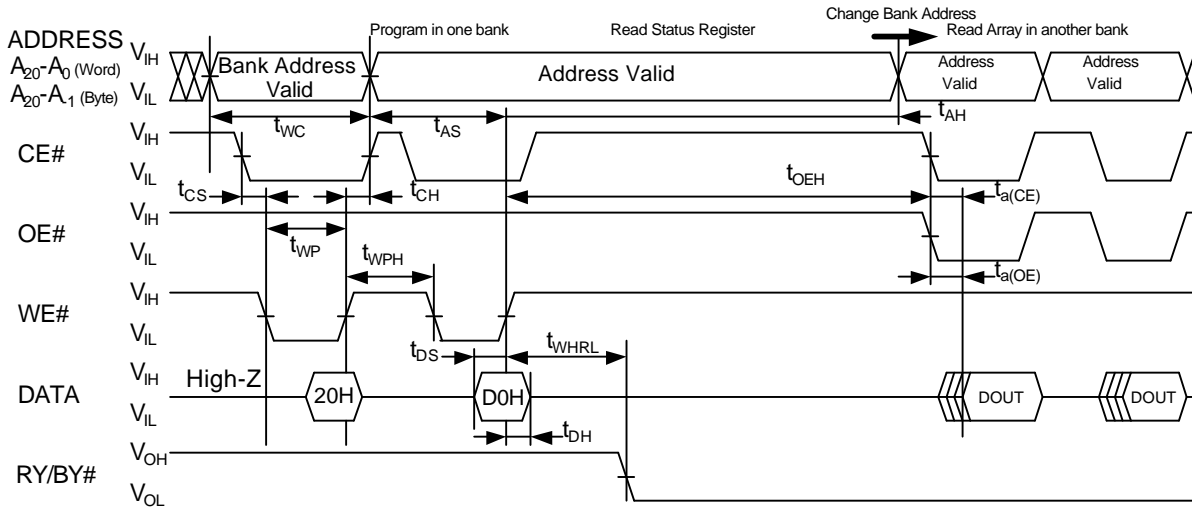 Program in one bank Read Status Register Change Bank Address Read Array in another bank
ADDRESS
A20-A0 (Word)
A20-A-1 (Byte)
VIH
VIL
Bank Address Valid
Address Valid
Address Valid
Address Valid
tWC
tAS
tAH
CE#
VIH
VIL
tCS
tCH
tOEH
ta(CE)
OE#
VIH
VIL
tWP
tWPH
ta(OE)
WE#
VIH
VIL
tDS
tWHRL
DATA
VIH
VIL
High-Z
20H
D0H
DOUT
DOUT
tDH
RY/BY#
VOH
VOL